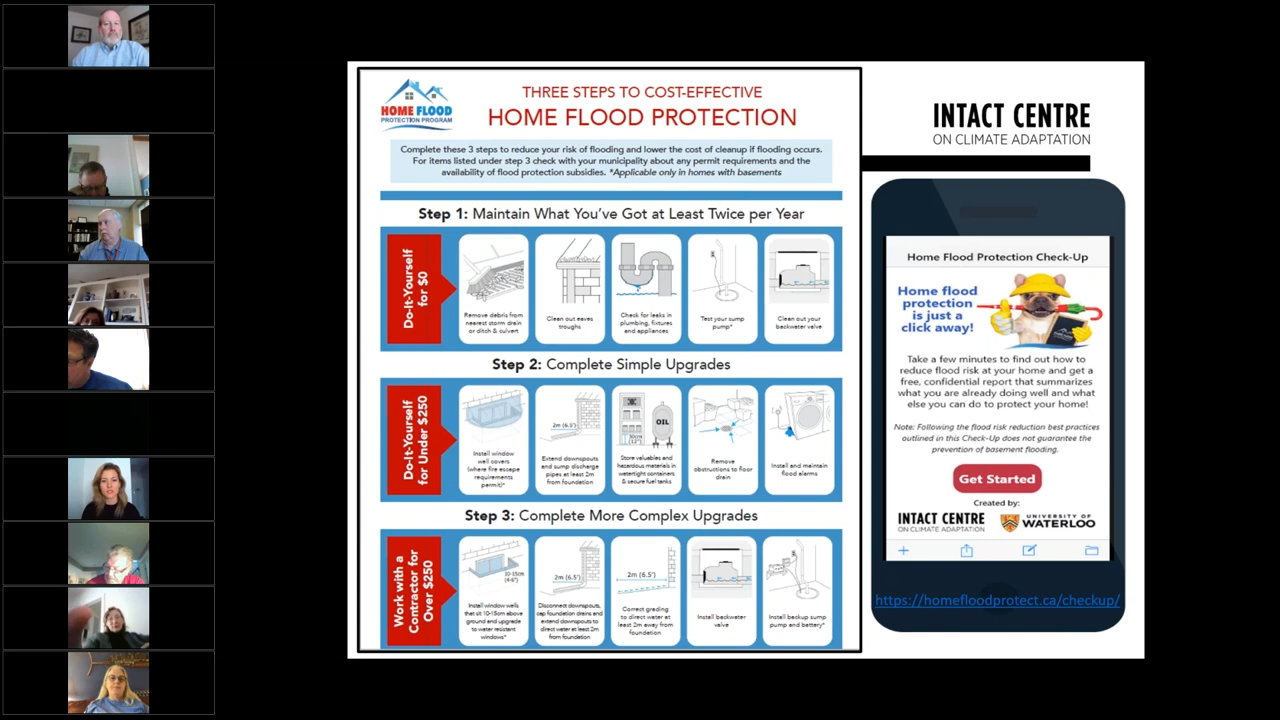 HOME FLOOD
PROTECTION PROGRAM
THREE STEPS TO COST-EFFECTIVE
HOME FLOOD PROTECTION
Complete these 3 steps to reduce your risk of flooding and lower the cost of cleanup if flooding occurs.
For items listed under step 3 check with your municipality about any permit requirements and the
availability of flood protection subsidies. *Applicable only in homes with basements
Step 1: Maintain What You've Got at Least Twice per Year
Do-It-Yourself
for $0
Remove debris from
nearest storm drain
or ditch & culvert
Clean out eaves
troughs
Check for leaks in
plumbing, fixtures
and appliances
Test your sump
pump*
Clean out your
backwater valve
Step 2: Complete Simple Upgrades
Do-It-Yourself
for Under $250
Install window
well covers
(where fire escape
requirements
permit)*
2m (6.5')
Extend downspouts
and sump discharge
pipes at least 2m
from foundation
OIL
Store valuables and
hazardous materials in
watertight containers
& secure fuel tanks
Remove
obstructions to floor
drain
Install and maintain
flood alarms
Step 3: Complete More Complex Upgrades
Work with a
Contractor for
Over $250
10-15cm
(4-6")
Install window wells
that sit 10-15cm above
ground and upgrade
to water resistant
windows*
2m (6.5')
Disconnect downspouts,
cap foundation drains and
extend downspouts to
direct water at least 2m
from foundation
2m (6.5')
Correct grading
to direct water at
least 2m away from
foundation
Install backwater
valve
Install backup sump
pump and battery*
INTACT CENTRE
ON CLIMATE ADAPTATION
Home Flood Protection Check-Up
Home flood
protection
is just a
click away!
Take a few minutes to find out how to
reduce flood risk at your home and get a
free, confidential report that summarizes
what you are already doing well and what
else you can do to protect your home!
Note: Following the flood risk reduction best practices
outlined in this Check-Up does not guarantee the
prevention of basement flooding.
Get Started
Created by:
INTACT CENTRE
ON CLIMATE ADAPTATION
UNIVERSITY OF
WATERLOO
https://homefloodprotect.ca/checkup/